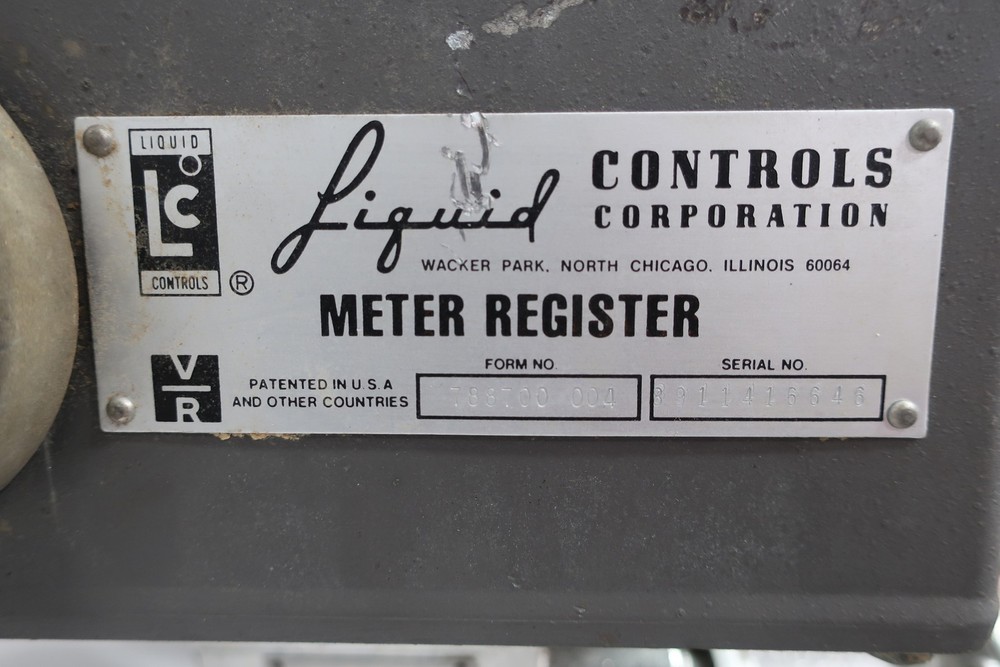 LIQUID
LC
CONTROLS
®
Liquid CONTROLS
CORPORATION
WACKER PARK, NORTH CHICAGO, ILLINOIS 60064
METER REGISTER
V
R
PATENTED IN U.S.A
AND OTHER COUNTRIES
FORM NO.
SERIAL NO.